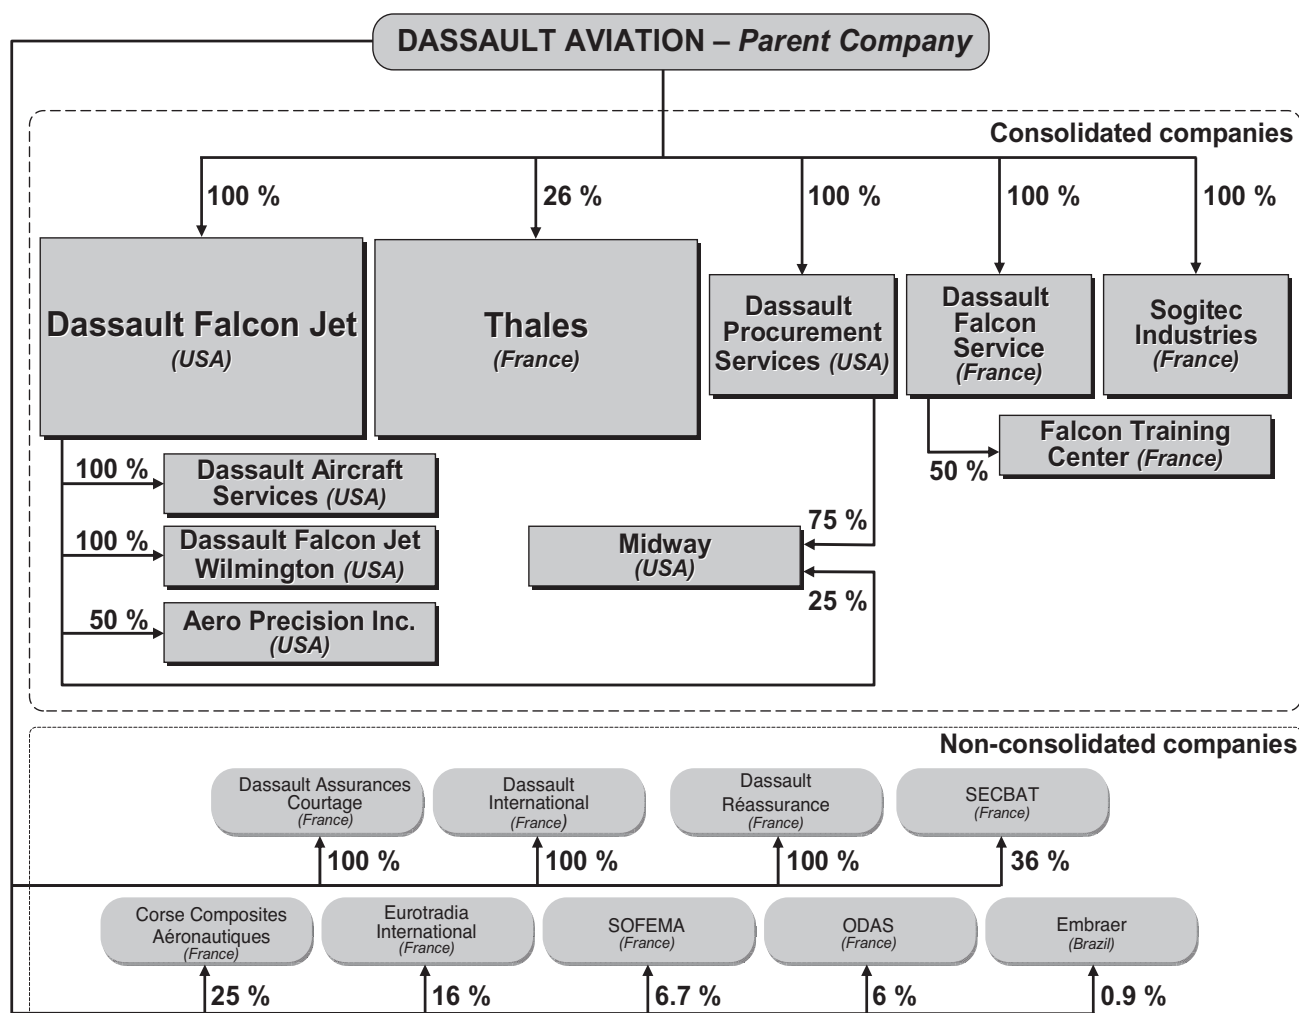 DASSAULT AVIATION – Parent Company
Consolidated companies
100 %
26 %
100 %
100 %
100 %
Dassault Falcon Jet
(USA)
Thales
(France)
Dassault
Procurement
Services (USA)
Dassault
Falcon
Service
(France)
Sogitec
Industries
(France)
100 %
Dassault Aircraft
Services (USA)
50 %
Falcon Training
Center (France)
100 %
Dassault Falcon Jet
Wilmington (USA)
75 %
Midway
(USA)
25 %
50 %
Aero Precision Inc.
(USA)
Non-consolidated companies
Dassault Assurances
Courtage
(France)
Dassault
International
(France)
Dassault
Réassurance
(France)
SECBAT
(France)
100 %
100 %
100 %
36 %
Corse Composites
Aéronautiques
(France)
Eurotradia
International
(France)
SOFEMA
(France)
ODAS
(France)
Embraer
(Brazil)
25 %
16 %
6.7 %
6 %
0.9 %